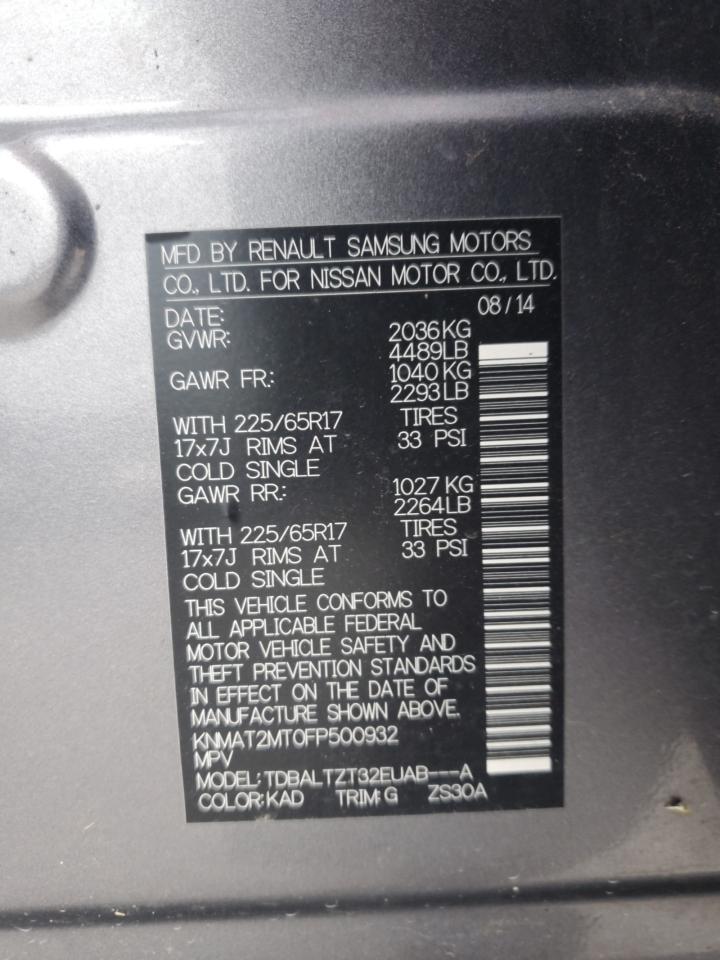 MFD BY RENAULT SAMSUNG MOTORS
CO., LTD. FOR NISSAN MOTOR CO., LTD.
DATE: 08/14
GVWR: 2036KG
4489LB
GAWR FR.: 1040KG
2293LB
WITH 225/65R17 TIRES
17x7J RIMS AT 33 PSI
COLD SINGLE
GAWR RR.: 1027KG
2264LB
WITH 225/65R17 TIRES
17x7J RIMS AT 33 PSI
COLD SINGLE
THIS VEHICLE CONFORMS TO
ALL APPLICABLE FEDERAL
MOTOR VEHICLE SAFETY AND
THEFT PREVENTION STANDARDS
IN EFFECT ON THE DATE OF
MANUFACTURE SHOWN ABOVE.
KNMAT2MT0FP500932
MPV
MODEL: TDBALTZT32EUAB---A
COLOR:KAD TRIM:G ZS30A